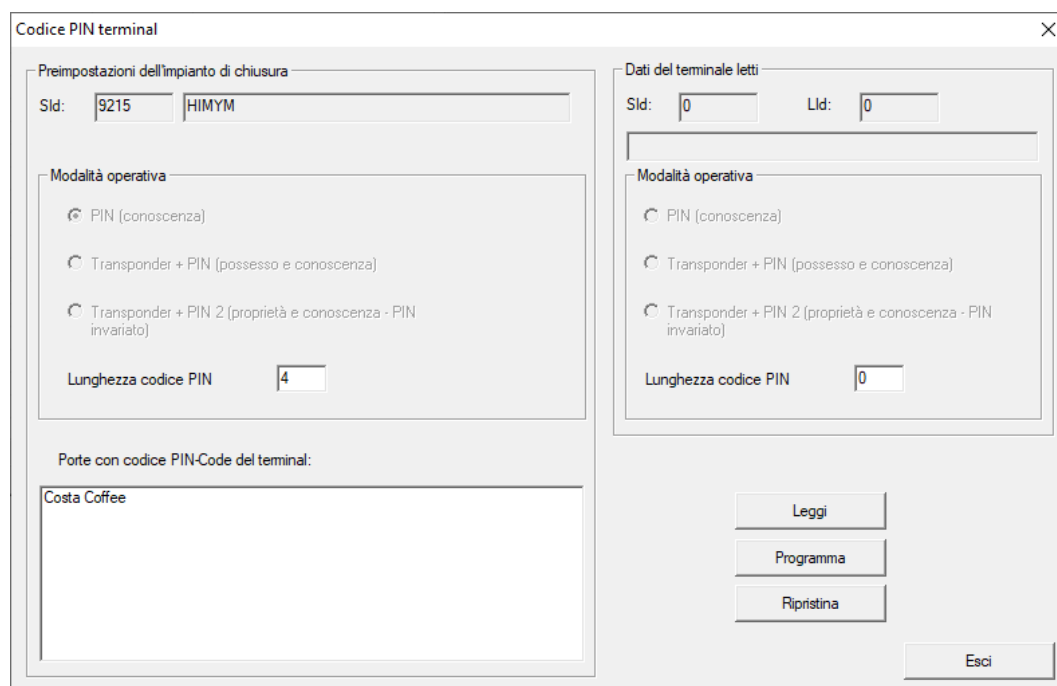 Codice PIN terminal
Preimpostazioni dell'impianto di chiusura
SId: 9215 HIMYM
Modalità operativa
PIN (conoscenza)
Transponder + PIN (possesso e conoscenza)
Transponder + PIN 2 (proprietà e conoscenza - PIN
invariato)
Lunghezza codice PIN 4
Porte con codice PIN-Code del terminal:
Costa Coffee
Dati del terminale letti
SId: 0 LId: 0
Modalità operativa
PIN (conoscenza)
Transponder + PIN (possesso e conoscenza)
Transponder + PIN 2 (proprietà e conoscenza - PIN
invariato)
Lunghezza codice PIN 0
Leggi
Programma
Ripristina
Esci